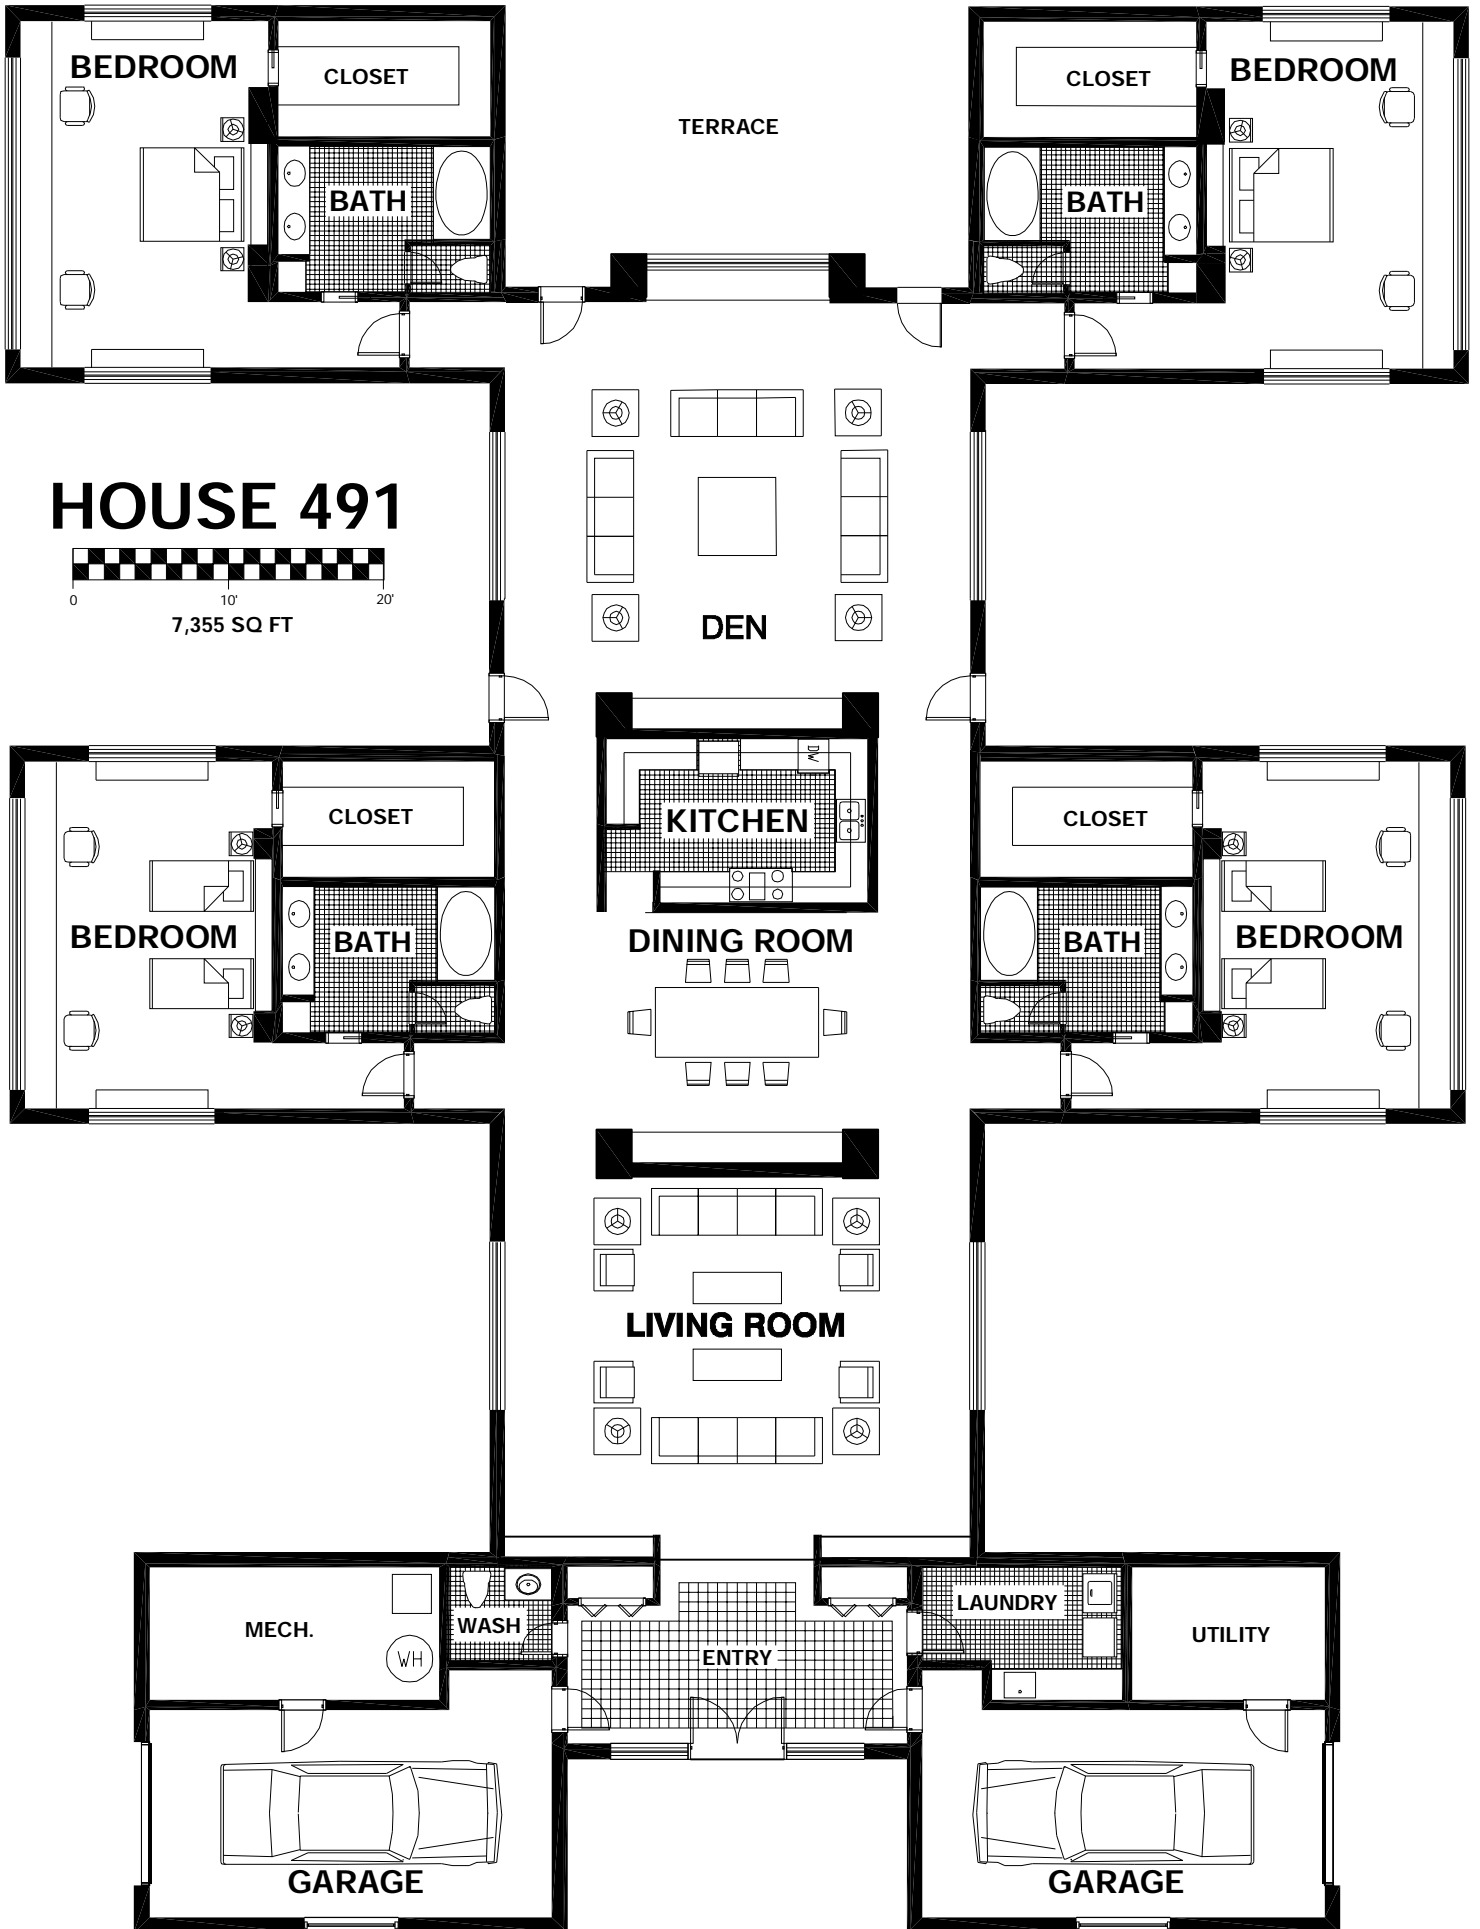 BEDROOM
CLOSET
TERRACE
CLOSET
BEDROOM
BATH
BATH
HOUSE 491
0 10' 20'
7,355 SQ FT
DEN
DW
KITCHEN
CLOSET
CLOSET
BEDROOM
BATH
DINING ROOM
BATH
BEDROOM
LIVING ROOM
MECH.
WH
WASH
ENTRY
LAUNDRY
UTILITY
GARAGE
GARAGE